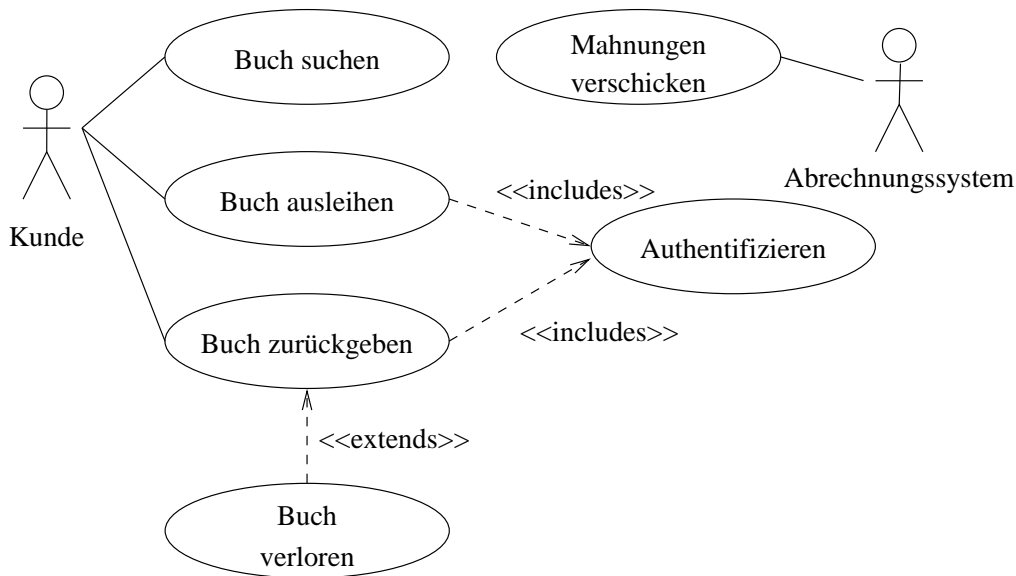 Buch suchen
Mahnungen
verschicken
Buch ausleihen
<<includes>>
Abrechnungssystem
Kunde
Authentifizieren
Buch zurückgeben
<<includes>>
<<extends>>
Buch
verloren